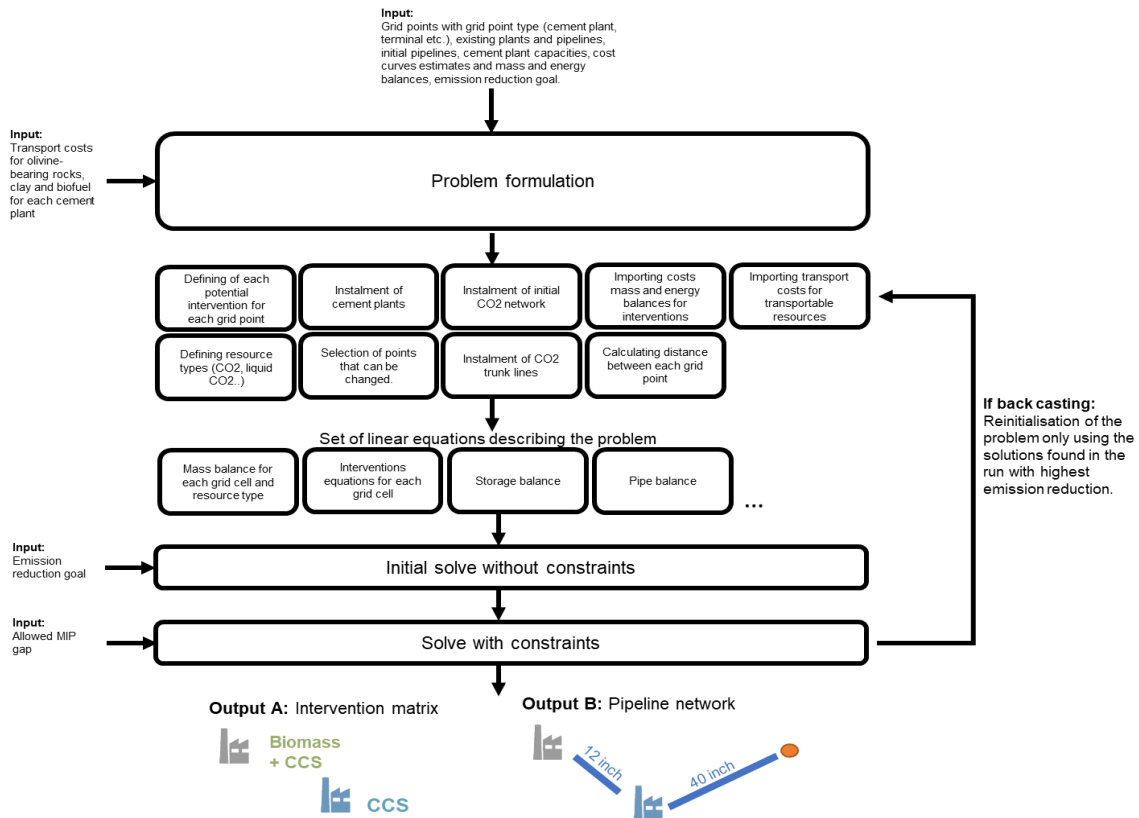 Input:
Grid points with grid point type (cement plant,
terminal etc.), existing plants and pipelines,
initial pipelines, cement plant capacities, cost
curves estimates and mass and energy
balances, emission reduction goal.
Input:
Transport costs
for olivine-
bearing rocks,
clay and biofuel
for each cement
plant
Problem formulation
Defining of each
potential
intervention for
each grid point
Instalment of
cement plants
Instalment of initial
CO2 network
Importing costs
mass and energy
balances for
interventions
Importing transport
costs for
transportable
resources
Defining resource
types (CO2, liquid
CO2..)
Selection of points
that can be
changed.
Instalment of CO2
trunk lines
Calculating distance
between each grid
point
If back casting:
Reinitialisation of the
problem only using the
solutions found in the
run with highest
emission reduction.
Set of linear equations describing the problem
Mass balance for
each grid cell and
resource type
Interventions
equations for each
grid cell
Storage balance
Pipe balance
...
Input:
Emission
reduction goal
Initial solve without constraints
Input:
Allowed MIP
gap
Solve with constraints
Output A: Intervention matrix
Biomass
+ CCS
CCS
Output B: Pipeline network
12 inch
40 inch